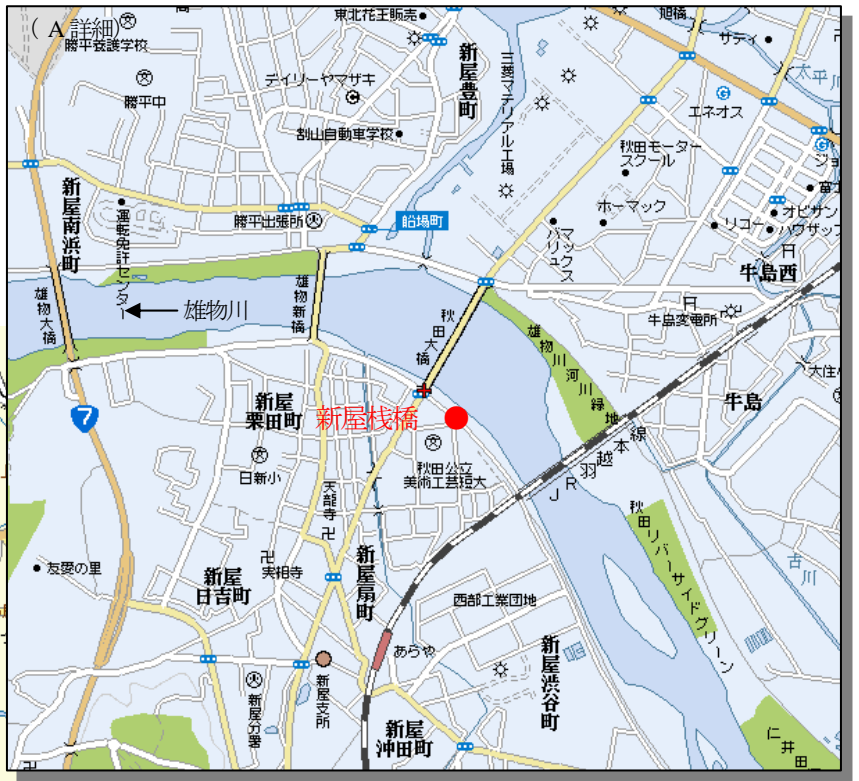 （Ａ詳細）
勝平養護学校
東北花王販売
旭橋
サティ
太平川
勝平中
デイリーヤマザキ
新屋豊町
三菱マテリアル工場
エネオス
割山自動車学校
秋田モーター
スクール
新屋南浜町
運転免許センター
勝平出張所
船場町
ホーマック
マックス
バリュ
リコー
オビサン
ハウザッ
牛島西
雄物大橋
雄物川
雄物新橋
秋田大橋
牛島変電所
雄物川河川緑地
大住
牛島
7
新屋
栗田町
新屋桟橋
秋田公立
美術工芸短大
日新小
天龍寺
JR羽越本線
秋田リバーサイドグリーン
古川
友愛の里
新屋
日吉町
実相寺
新屋扇町
西部工業団地
あらや
新屋渋谷町
新屋分署
新屋支所
新屋
沖田町
仁井田